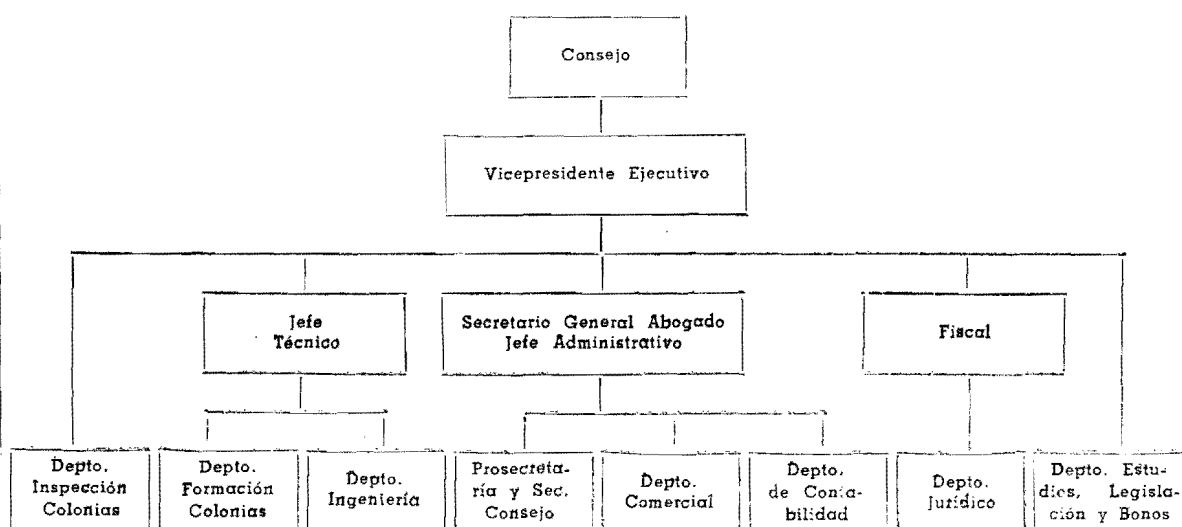 Consejo
Vicepresidente Ejecutivo
Jefe
Técnico
Secretario General Abogado
Jefe Administrativo
Fiscal
Depto.
Inspección
Colonias
Depto.
Formación
Colonias
Depto.
Ingeniería
Prosecreta-
ría y Sec.
Consejo
Depto.
Comercial
Depto.
de Conta-
bilidad
Depto.
Jurídico
Depto. Estu-
dios, Legisla-
ción y Bonos